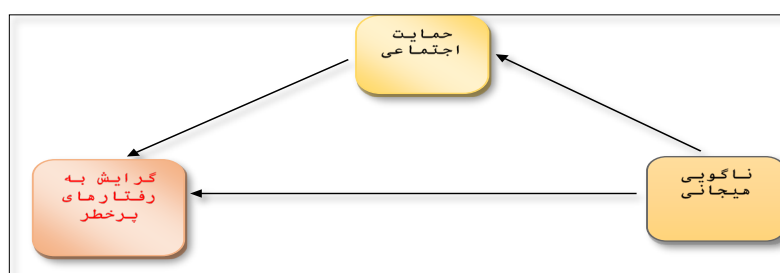 حمایت
اجتماعی
ناگویی
هیجانی
گرایش به
رفتارهای
پرخطر